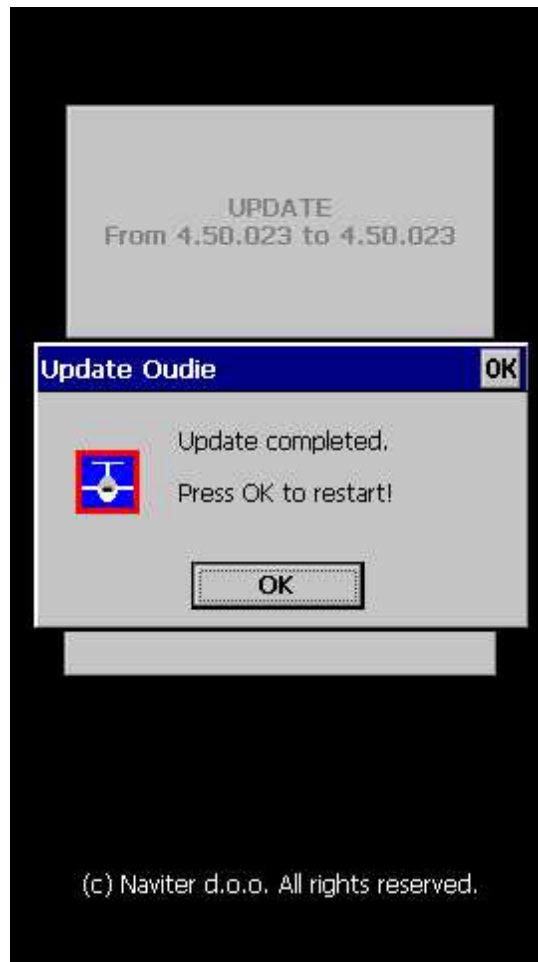 UPDATE
From 4.50.023 to 4.50.023
Update Oudie
OK
Update completed.
Press OK to restart!
OK
(c) Naviter d.o.o. All rights reserved.